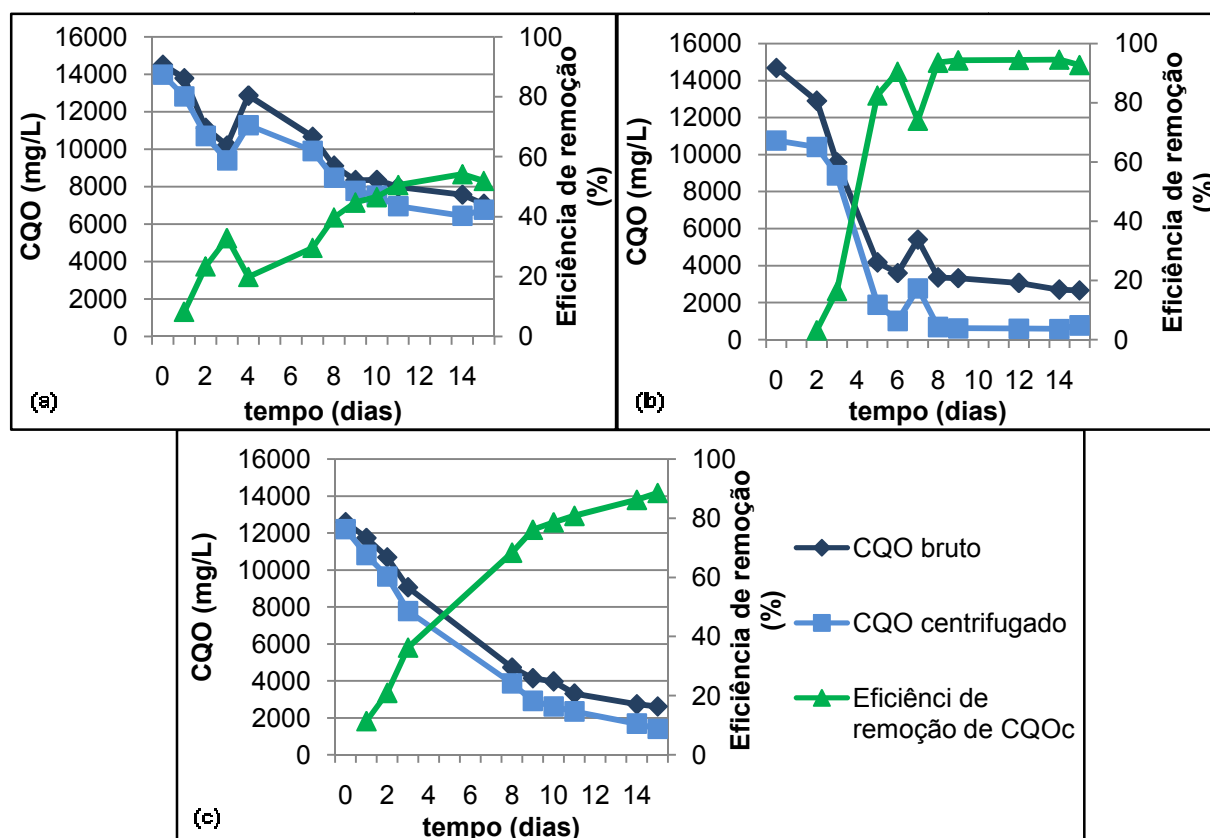 16000
14000
12000
10000
8000
6000
4000
2000
0
CQO (mg/L)
100
80
60
40
20
0
Eficiência de remoção
(%)
0 2 4 6 8 10 12 14
tempo (dias)
(a)
16000
14000
12000
10000
8000
6000
4000
2000
0
CQO (mg/L)
100
80
60
40
20
0
Eficiência de remoção
(%)
0 2 4 6 8 10 12 14
tempo (dias)
(b)
16000
14000
12000
10000
8000
6000
4000
2000
0
CQO (mg/L)
100
80
60
40
20
0
Eficiência de remoção
(%)
0 2 4 6 8 10 12 14
tempo (dias)
(c)
CQO bruto
CQO centrifugado
Eficiênci de
remoção de CQOc